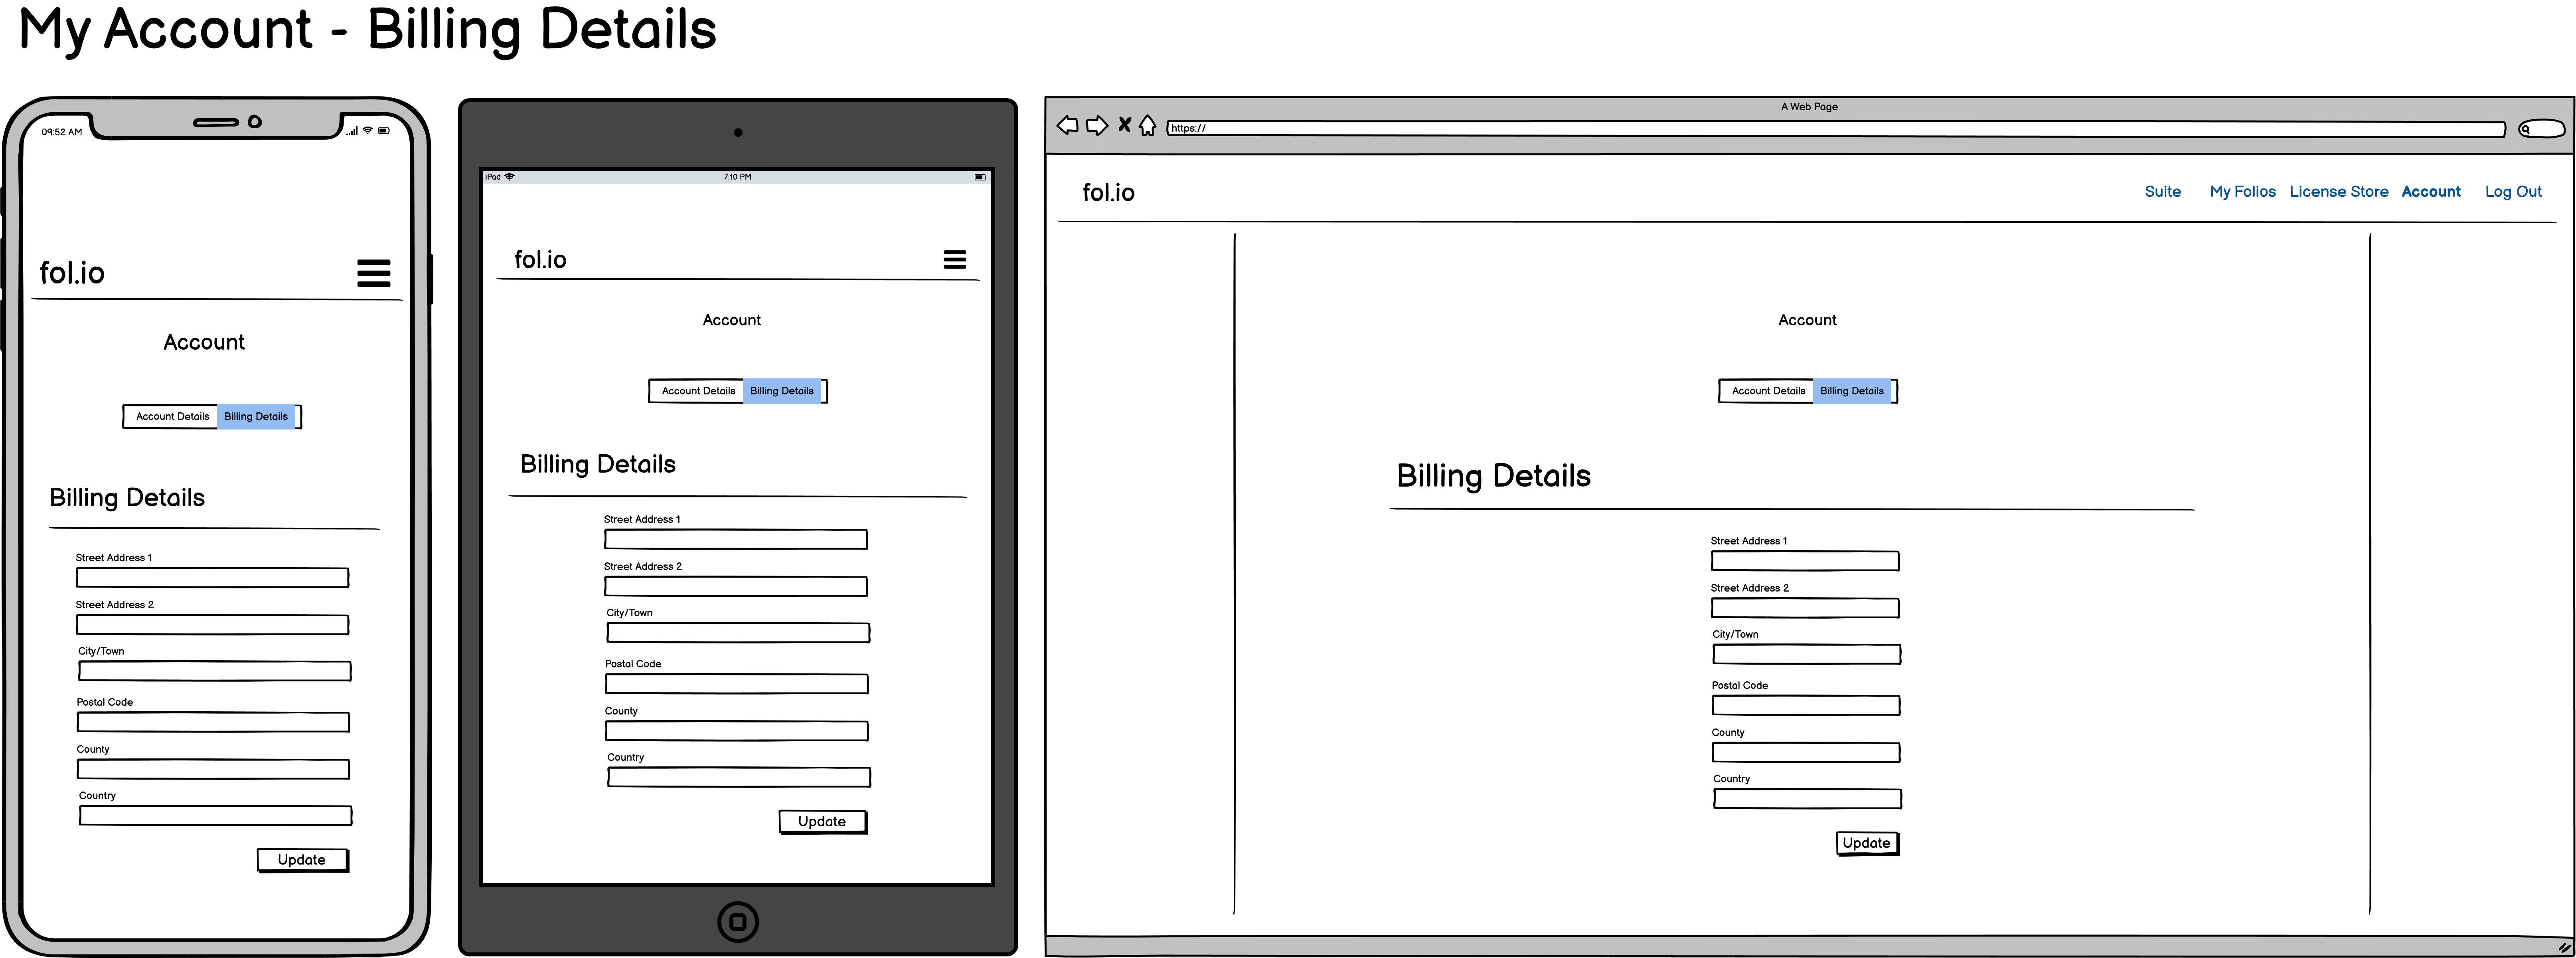 My Account - Billing Details
09:52 AM
fol.io
Account
Account Details Billing Details
Billing Details
Street Address 1
Street Address 2
City/Town
Postal Code
County
Country
Update
iPad 7:10 PM
fol.io
Account
Account Details Billing Details
Billing Details
Street Address 1
Street Address 2
City/Town
Postal Code
County
Country
Update
A Web Page
https://
fol.io Suite My Folios License Store Account Log Out
Account
Account Details Billing Details
Billing Details
Street Address 1
Street Address 2
City/Town
Postal Code
County
Country
Update